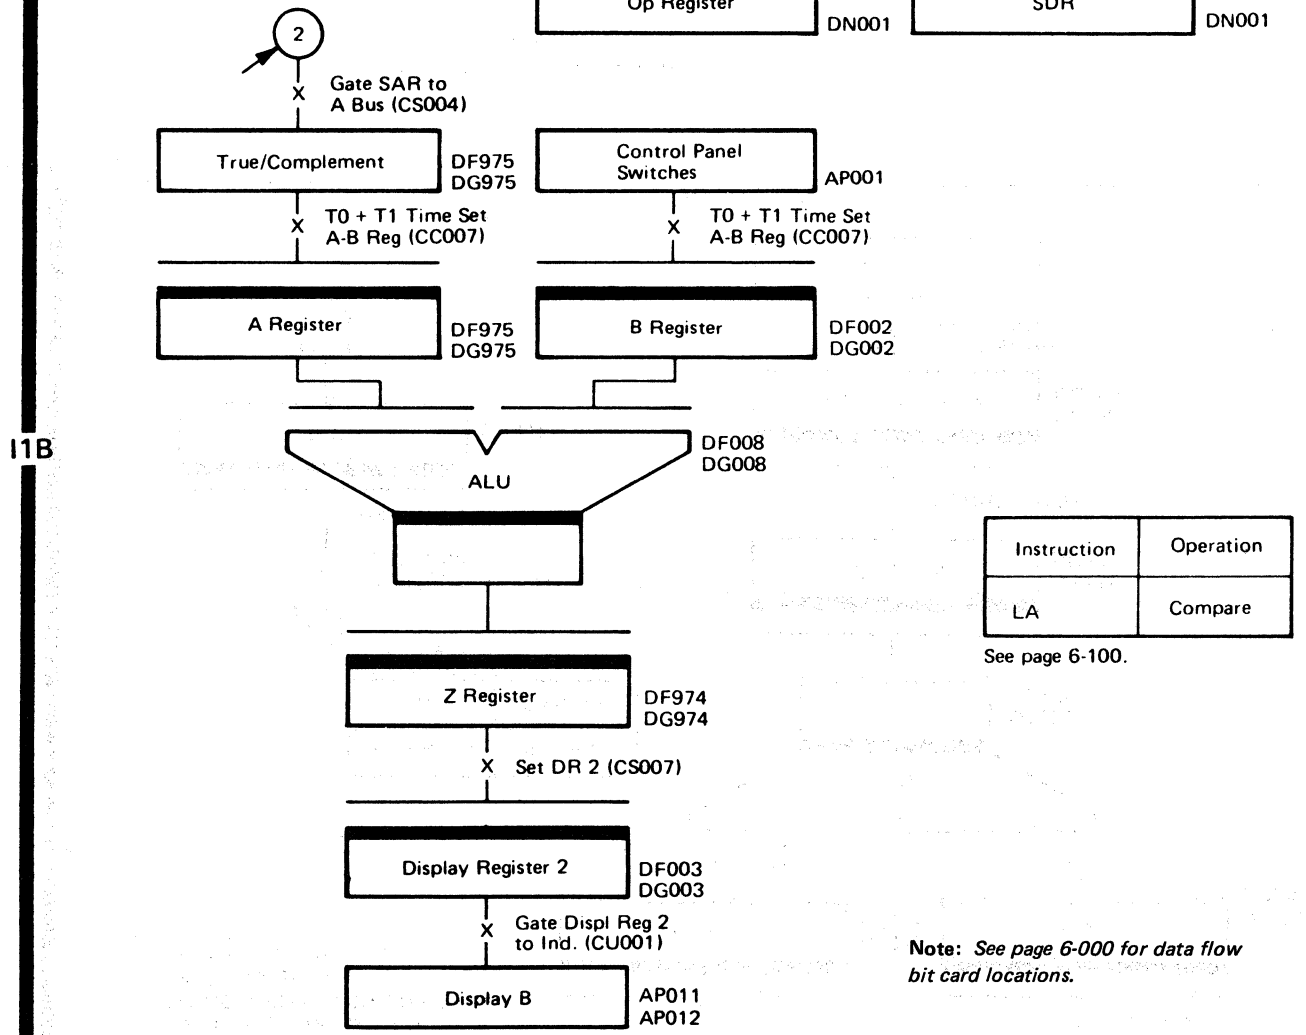 Op Register
DN001
SDR
DN001
2
Gate SAR to
A Bus (CS004)
True/Complement
DF975
DG975
Control Panel
Switches
AP001
T0 + T1 Time Set
A-B Reg (CC007)
T0 + T1 Time Set
A-B Reg (CC007)
A Register
DF975
DG975
B Register
DF002
DG002
I1B
ALU
DF008
DG008
Instruction
Operation
LA
Compare
See page 6-100.
Z Register
DF974
DG974
Set DR 2 (CS007)
Display Register 2
DF003
DG003
Gate Displ Reg 2
to Ind. (CU001)
Display B
AP011
AP012
Note: See page 6-000 for data flow
bit card locations.